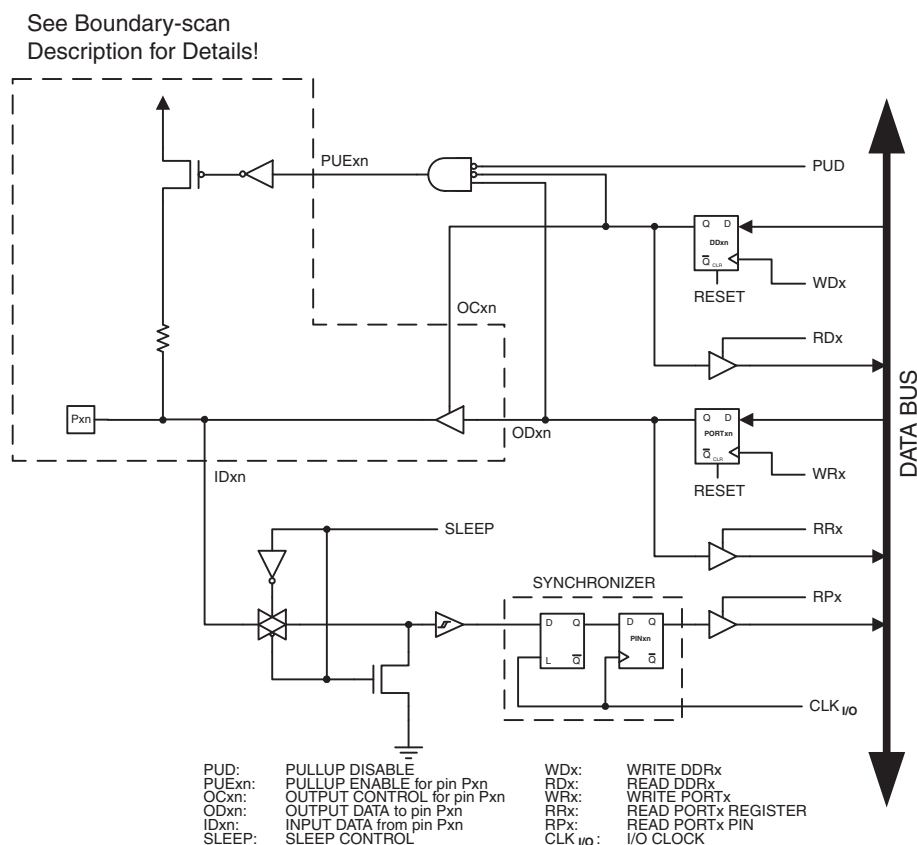 See Boundary-scan
Description for Details!
PUExn
PUD
Q D
DDxn
Q CLR
WDx
RESET
OCxn
RDx
Pxn
ODxn
Q D
PORTxn
Q CLR
WRx
RESET
IDxn
DATA BUS
SLEEP
RRx
SYNCHRONIZER
RPx
D Q
L Q
D Q
PINxn
Q
CLK I/O
PUD: PULLUP DISABLE
PUExn: PULLUP ENABLE for pin Pxn
OCxn: OUTPUT CONTROL for pin Pxn
ODxn: OUTPUT DATA to pin Pxn
IDxn: INPUT DATA from pin Pxn
SLEEP: SLEEP CONTROL
WDx: WRITE DDRx
RDx: READ DDRx
WRx: WRITE PORTx
RRx: READ PORTx REGISTER
RPx: READ PORTx PIN
CLK I/O: I/O CLOCK